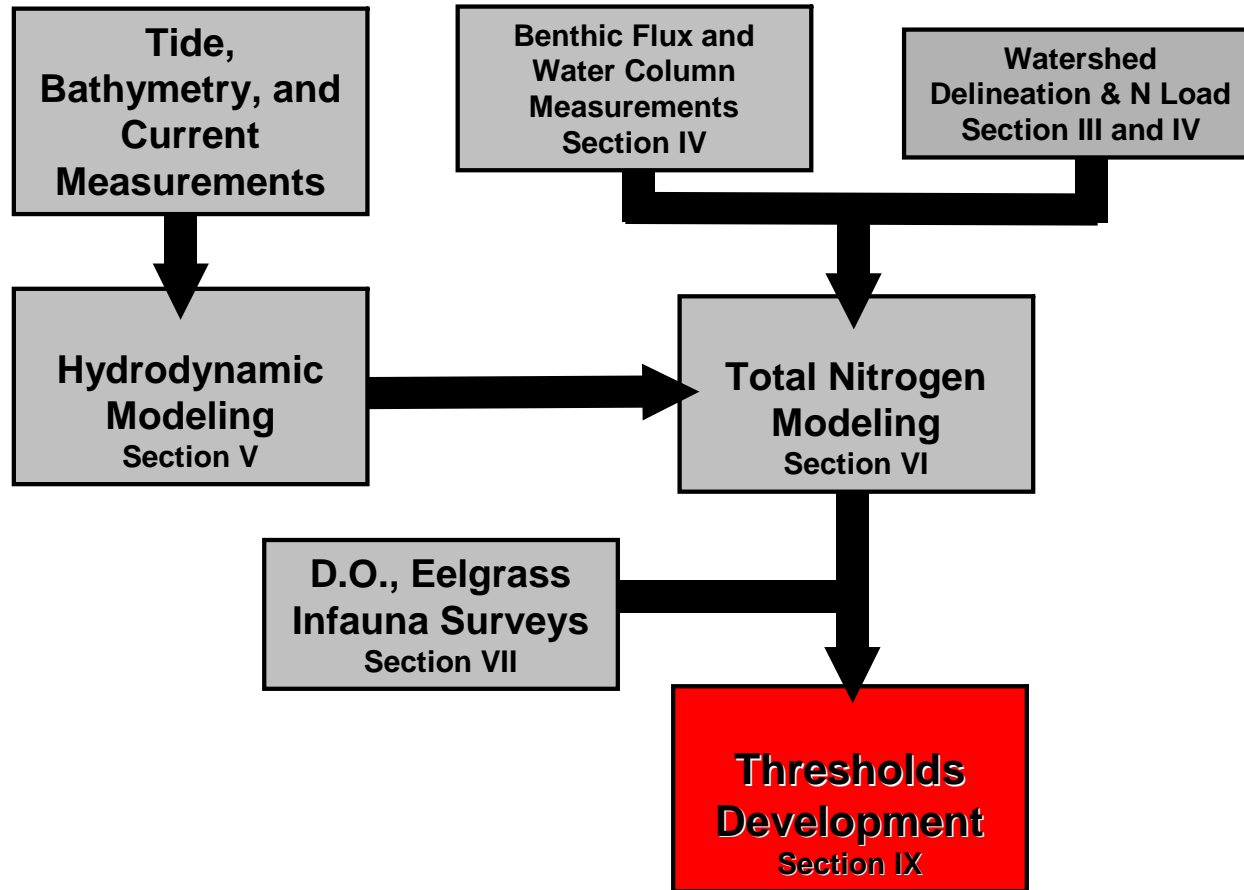 Tide,
Bathymetry, and
Current
Measurements
Benthic Flux and
Water Column
Measurements
Section IV
Watershed
Delineation & N Load
Section III and IV
Hydrodynamic
Modeling
Section V
Total Nitrogen
Modeling
Section VI
D.O., Eelgrass
Infauna Surveys
Section VII
Thresholds
Development
Section IX